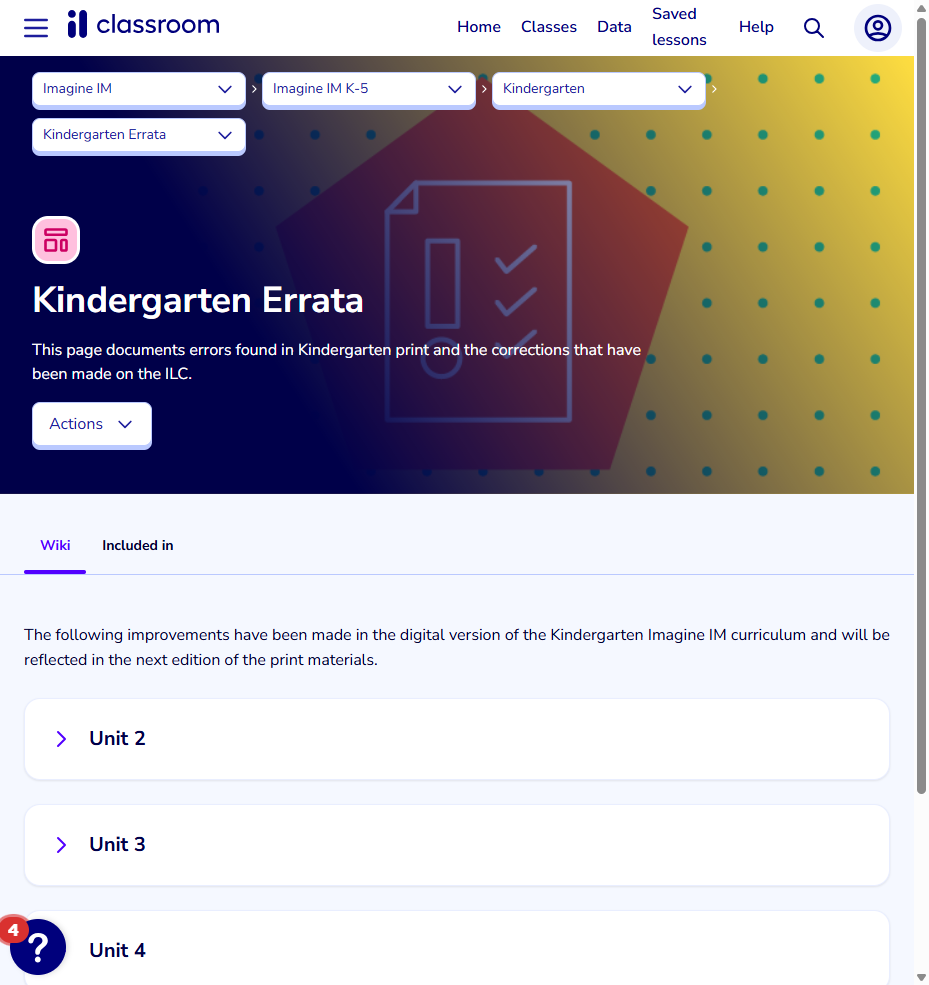 classroom
Home Classes Data Saved lessons Help
Imagine IM
Imagine IM K-5
Kindergarten
Kindergarten Errata
Kindergarten Errata
This page documents errors found in Kindergarten print and the corrections that have
been made on the ILC.
Actions
Wiki Included in
The following improvements have been made in the digital version of the Kindergarten Imagine IM curriculum and will be
reflected in the next edition of the print materials.
Unit 2
Unit 3
4
?
Unit 4